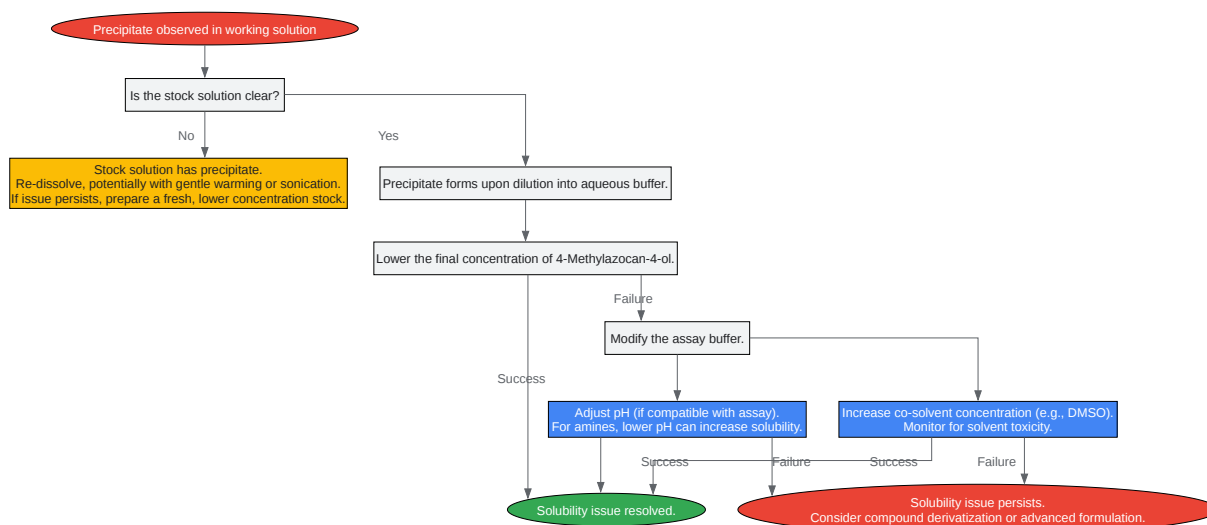 Precipitate observed in working solution
Is the stock solution clear?
No
Yes
Stock solution has precipitate.
Re-dissolve, potentially with gentle warming or sonication.
If issue persists, prepare a fresh, lower concentration stock.
Precipitate forms upon dilution into aqueous buffer.
Lower the final concentration of 4-Methylazocan-4-ol.
Failure
Modify the assay buffer.
Success
Adjust pH (if compatible with assay).
For amines, lower pH can increase solubility.
Increase co-solvent concentration (e.g., DMSO).
Monitor for solvent toxicity.
Success
Failure
Success
Failure
Solubility issue resolved.
Solubility issue persists.
Consider compound derivatization or advanced formulation.